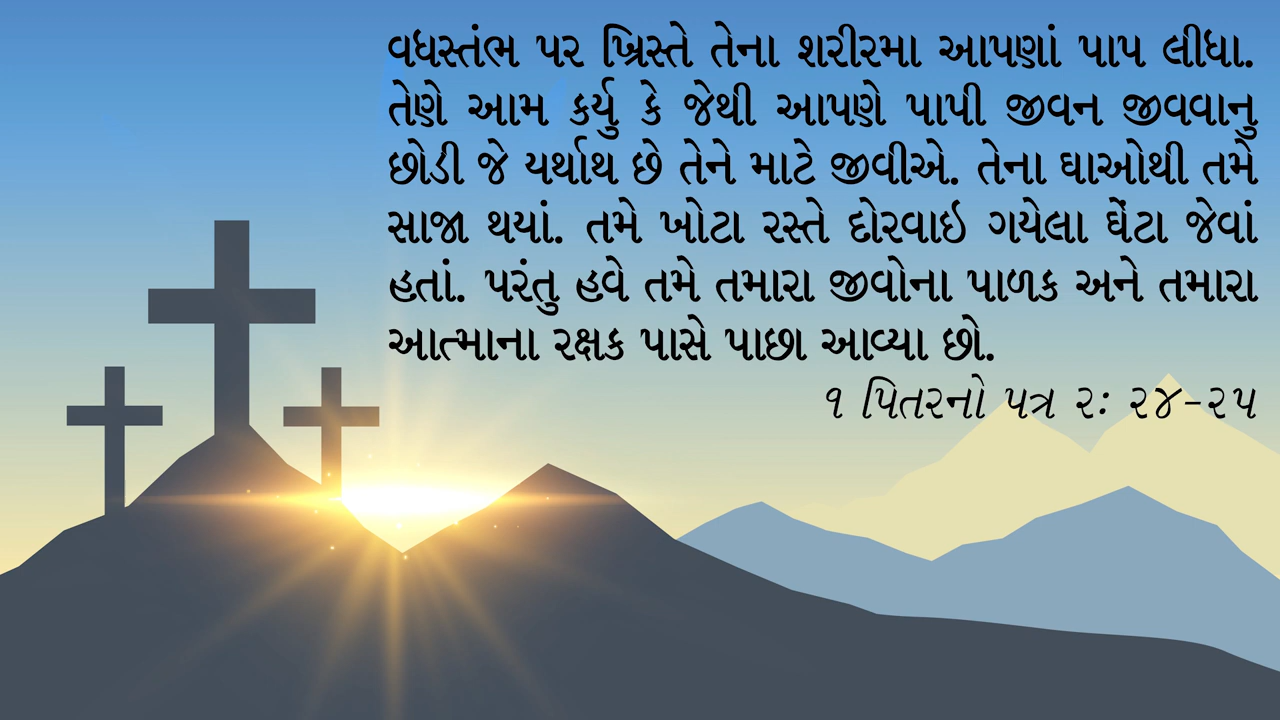 વધસ્તંભ પર ખ્રિસ્તે તેના શરીરમા આપણાં પાપ લીધા.
તેણે આમ કર્યુ કે જેથી આપણે પાપી જીવન જીવવાનુ
છોડી જે યર્થાથ છે તેને માટે જીવીએ. તેના ઘાઓથી તમે
સાજા થયાં. તમે ખોટા રસ્તે દોરવાઇ ગયેલા ઘેંટા જેવાં
હતાં. પરંતુ હવે તમે તમારા જીવોના પાળક અને તમારા
આત્માના રક્ષક પાસે પાછા આવ્યા છો.
૧ પિતરનો પત્ર ૨: ૨૪-૨૫